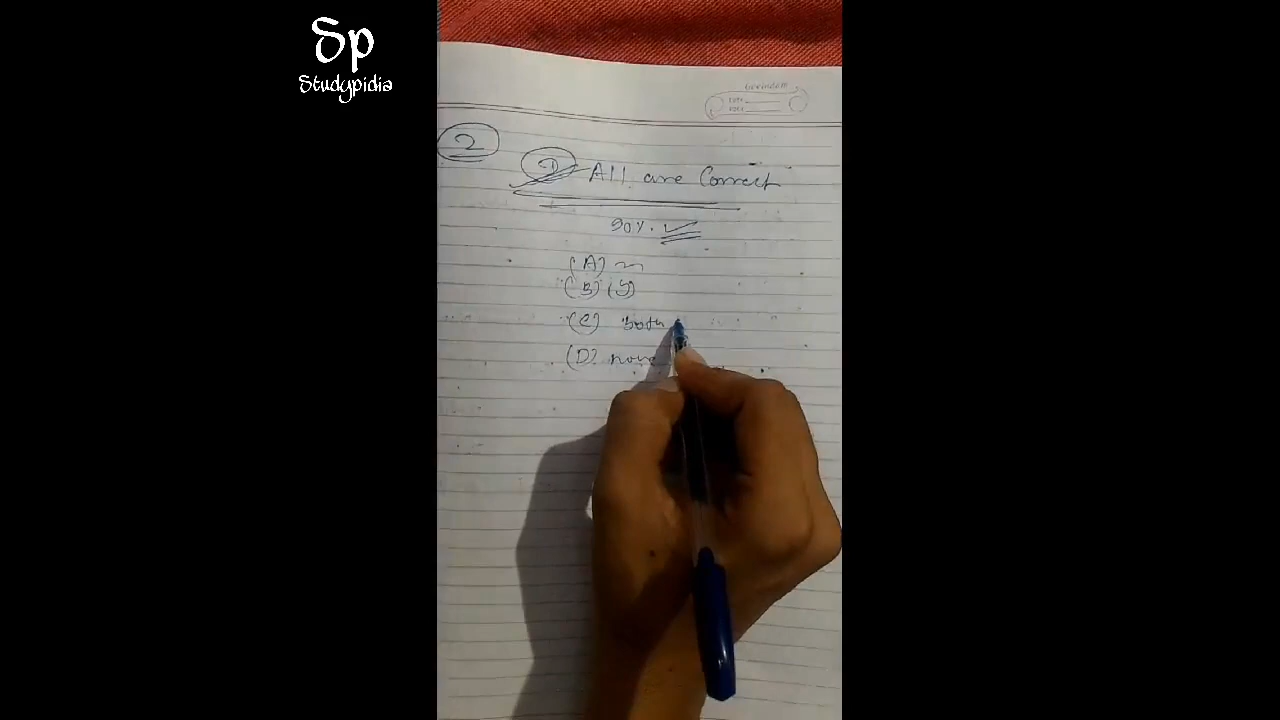 Sp
Studypidia
2
D All are Correct
90%.
(A)
(B) (y)
(C) both
(D) none